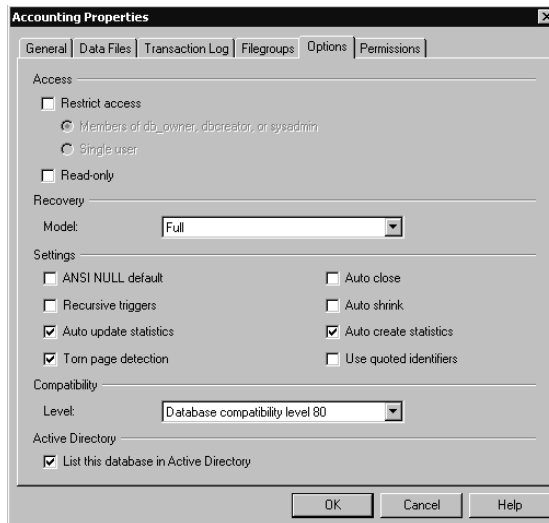 Accounting Properties
General Data Files Transaction Log Filegroups Options Permissions
Access
Restrict access
Members of db_owner, dbcreator, or sysadmin
Single user
Read-only
Recovery
Model: Full
Settings
ANSI NULL default Auto close
Recursive triggers Auto shrink
Auto update statistics Auto create statistics
Torn page detection Use quoted identifiers
Compatibility
Level: Database compatibility level 80
Active Directory
List this database in Active Directory
OK Cancel Help